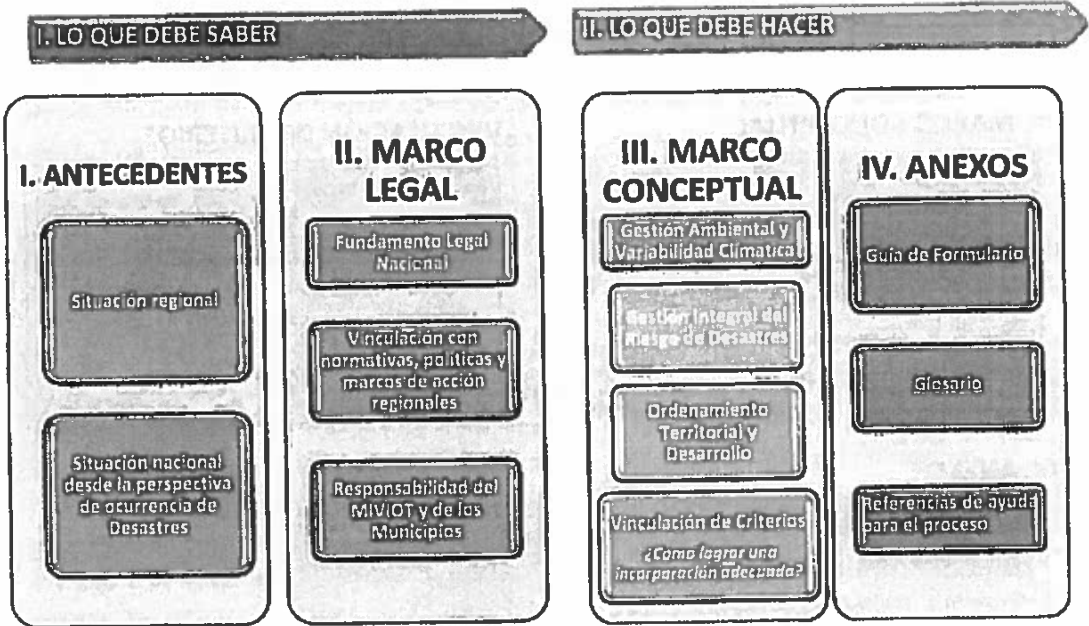 I. LO QUE DEBE SABER
II. LO QUE DEBE HACER
I. ANTECEDENTES
Situación regional
Situación nacional
desde la perspectiva
de ocurrencia de
Desastres
II. MARCO
LEGAL
Fundamento Legal
Nacional
Vinculación con
normativas, políticas y
marcos de acción
regionales
Responsabilidad del
MIVIOT y de los
Municipios
III. MARCO
CONCEPTUAL
Gestión Ambiental y
Variabilidad Climatica
Gestión Integral del
Riesgo de Desastres
Ordenamiento
Territorial y
Desarrollo
Vinculación de Criterios
¿Como lograr una
incorporación adecuada?
IV. ANEXOS
Guia de Formulario
Glosario
Referencias de ayuda
para el proceso